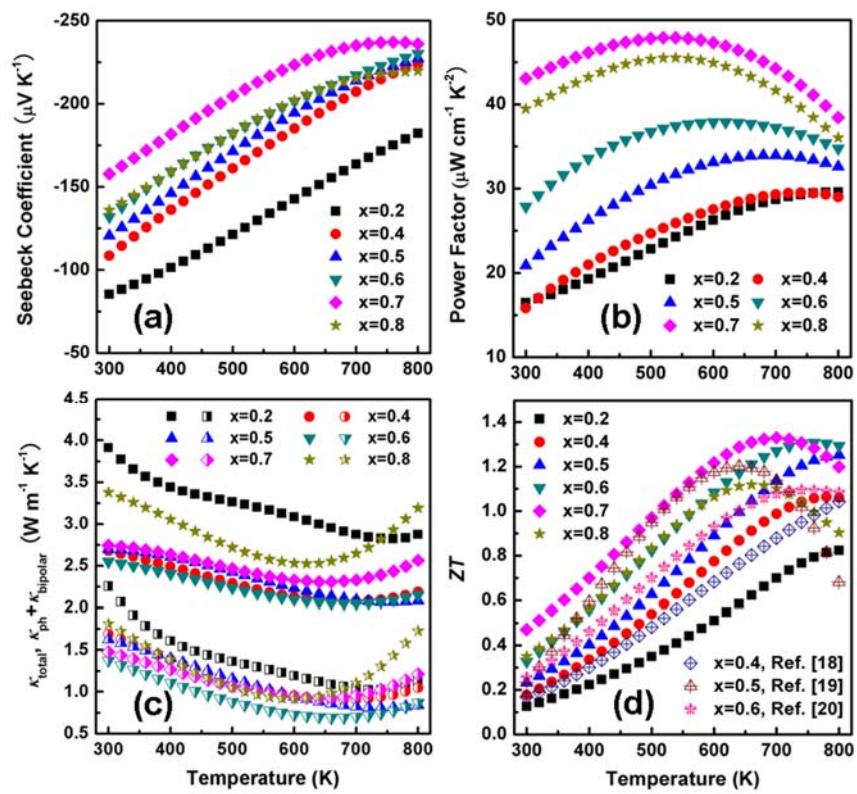 -250
-200
-150
-100
-50
Seebeck Coefficient (μV K⁻¹)
x=0.2
x=0.4
x=0.5
x=0.6
x=0.7
x=0.8
(a)
300 400 500 600 700 800
50
40
30
20
10
Power Factor (μW cm⁻¹ K⁻²)
x=0.2 x=0.4
x=0.5 x=0.6
x=0.7 x=0.8
(b)
300 400 500 600 700 800
4.5
4.0
3.5
3.0
2.5
2.0
1.5
1.0
0.5
κtotal, κph+κbipolar (W m⁻¹ K⁻¹)
x=0.2 x=0.4
x=0.5 x=0.6
x=0.7 x=0.8
(c)
300 400 500 600 700 800
Temperature (K)
1.4
1.2
1.0
0.8
0.6
0.4
0.2
0.0
ZT
x=0.2
x=0.4
x=0.5
x=0.6
x=0.7
x=0.8
x=0.4, Ref. [18]
x=0.5, Ref. [19]
x=0.6, Ref. [20]
(d)
300 400 500 600 700 800
Temperature (K)